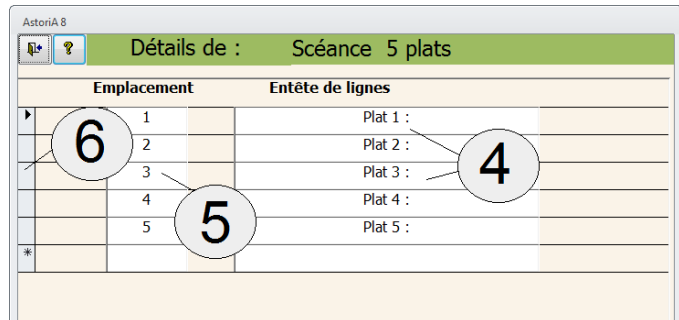 AstoriA 8
? Détails de : Scéance 5 plats
Emplacement Entête de lignes
1 Plat 1 :
2 Plat 2 :
3 Plat 3 :
4 Plat 4 :
5 Plat 5 :
*
6
4
5